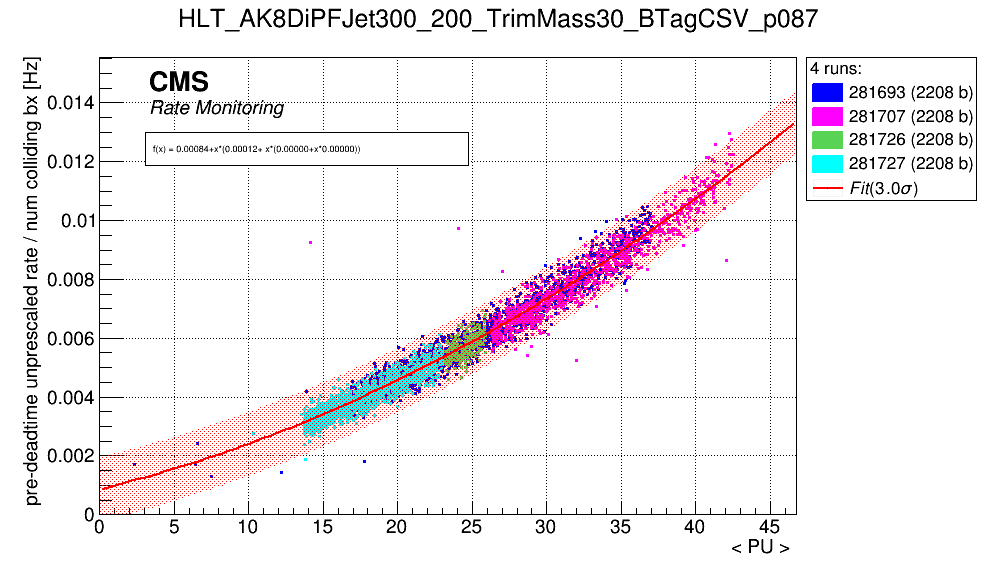 HLT_AK8DiPFJet300_200_TrimMass30_BTagCSV_p087
pre-deadtime unprescaled rate / num colliding bx [Hz]
CMS
Rate Monitoring
f(x) = 0.00084+x*(0.00012+ x*(0.00000+x*0.00000))
0.014
0.012
0.01
0.008
0.006
0.004
0.002
0
0 5 10 15 20 25 30 35 40 45
< PU >
4 runs:
281693 (2208 b)
281707 (2208 b)
281726 (2208 b)
281727 (2208 b)
Fit(3.0σ)